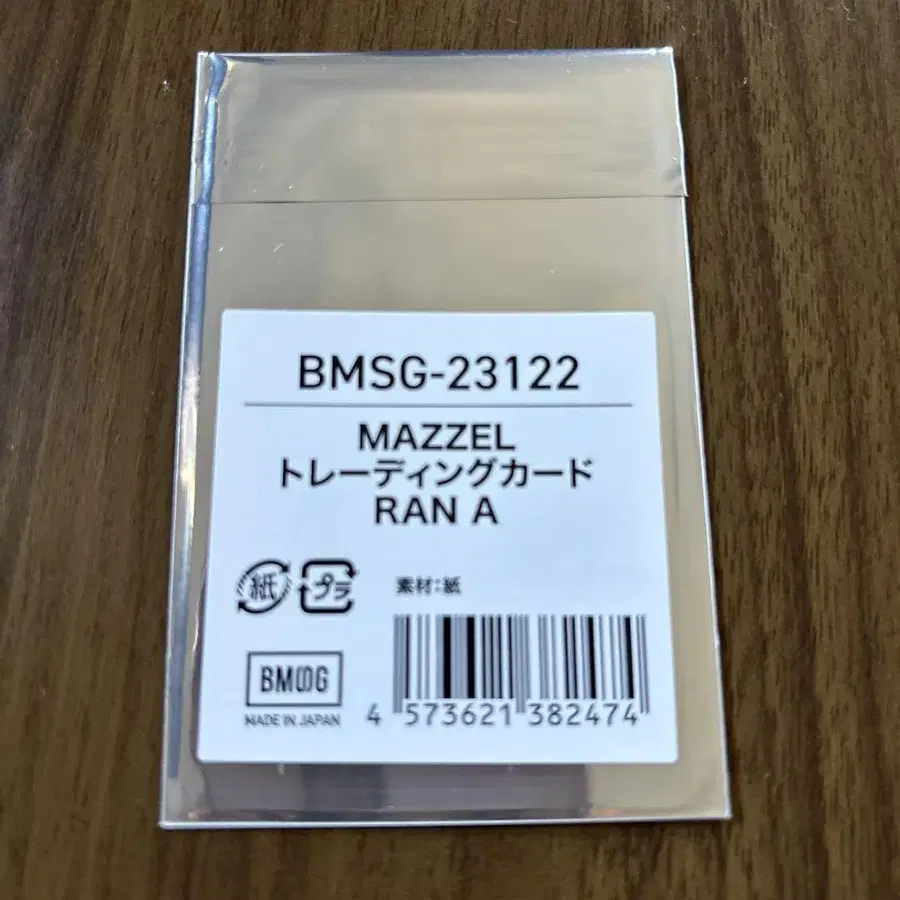 BMSG-23122
MAZZEL
トレーディングカード
RAN A
紙 プラ
素材:紙
BMSG
MADE IN JAPAN
4 573621 382474